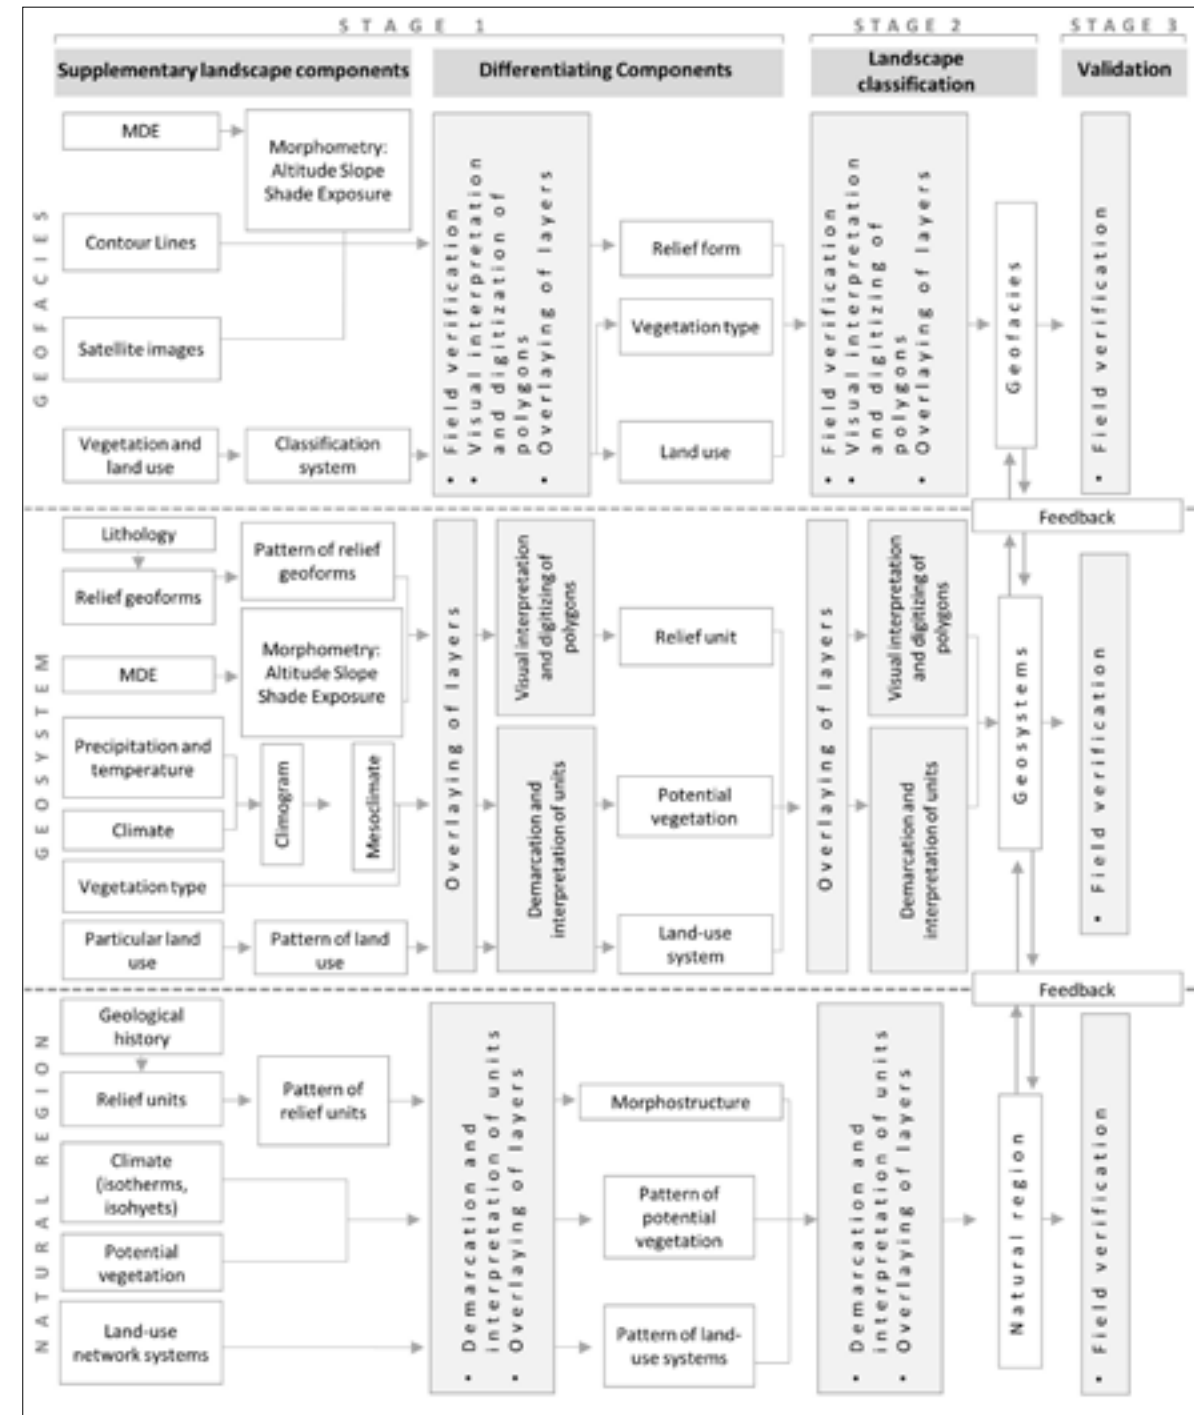 STAGE 1
STAGE 2
STAGE 3
Supplementary landscape components
Differentiating Components
Landscape
classification
Validation
GEOFACIES
MDE
Morphometry:
Altitude Slope
Shade Exposure
Contour Lines
Satellite images
Vegetation and
land use
Classification
system
• Field verification
• Visual interpretation
and digitization of
polygons
• Overlaying of layers
Relief form
Vegetation type
Land use
• Field verification
• Visual interpretation
and digitizing of
polygons
• Overlaying of layers
Geofacies
• Field verification
Feedback
GEOSYSTEM
Lithology
Relief geoforms
Pattern of relief
geoforms
MDE
Morphometry:
Altitude Slope
Shade Exposure
Precipitation and
temperature
Climate
Climogram
Mesoclimate
Vegetation type
Particular land
use
Pattern of land
use
Overlaying of layers
Visual interpretation
and digitizing of
polygons
Demarcation and
interpretation of units
Relief unit
Potential
vegetation
Land-use
system
Overlaying of layers
Visual interpretation
and digitizing of
polygons
Demarcation and
interpretation of units
Geosystems
• Field verification
Feedback
NATURAL REGION
Geological
history
Relief units
Pattern of
relief units
Climate
(isotherms,
isohyets)
Potential
vegetation
Land-use
network systems
• Demarcation and
interpretation of units
• Overlaying of layers
Morphostructure
Pattern of
potential
vegetation
Pattern of land-
use systems
• Demarcation and
interpretation of units
• Overlaying of layers
Natural region
• Field verification